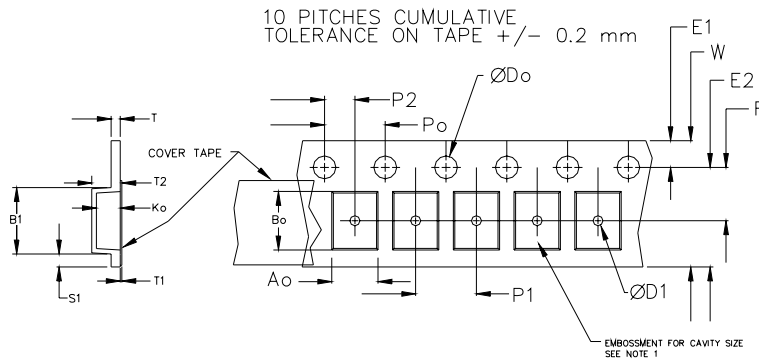 10 PITCHES CUMULATIVE
TOLERANCE ON TAPE +/- 0.2 mm
E1
W
E2
F
ØDo
P2
Po
T
COVER TAPE
T2
Ko
B1
Bo
Ao
S1
T1
P1
ØD1
EMBOSSMENT FOR CAVITY SIZE
SEE NOTE 1